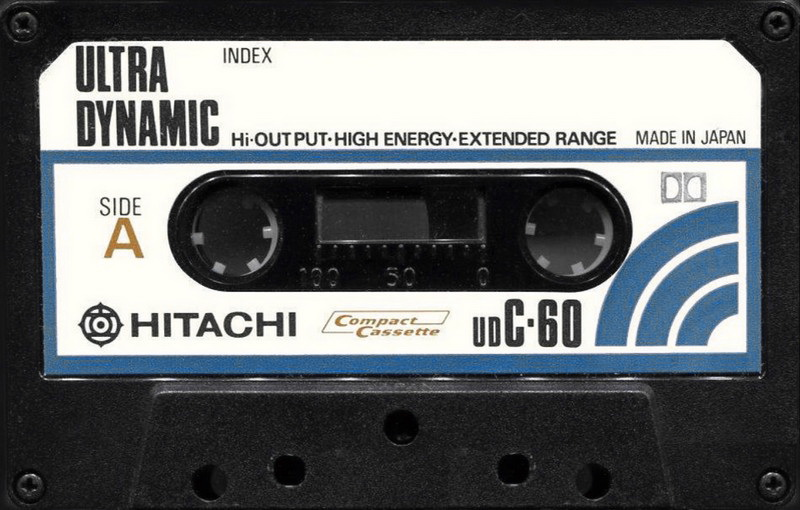 ULTRA
DYNAMIC
INDEX
Hi·OUTPUT·HIGH ENERGY·EXTENDED RANGE
MADE IN JAPAN
SIDE
A
100 50 0
HITACHI
Compact
Cassette
UDC·60